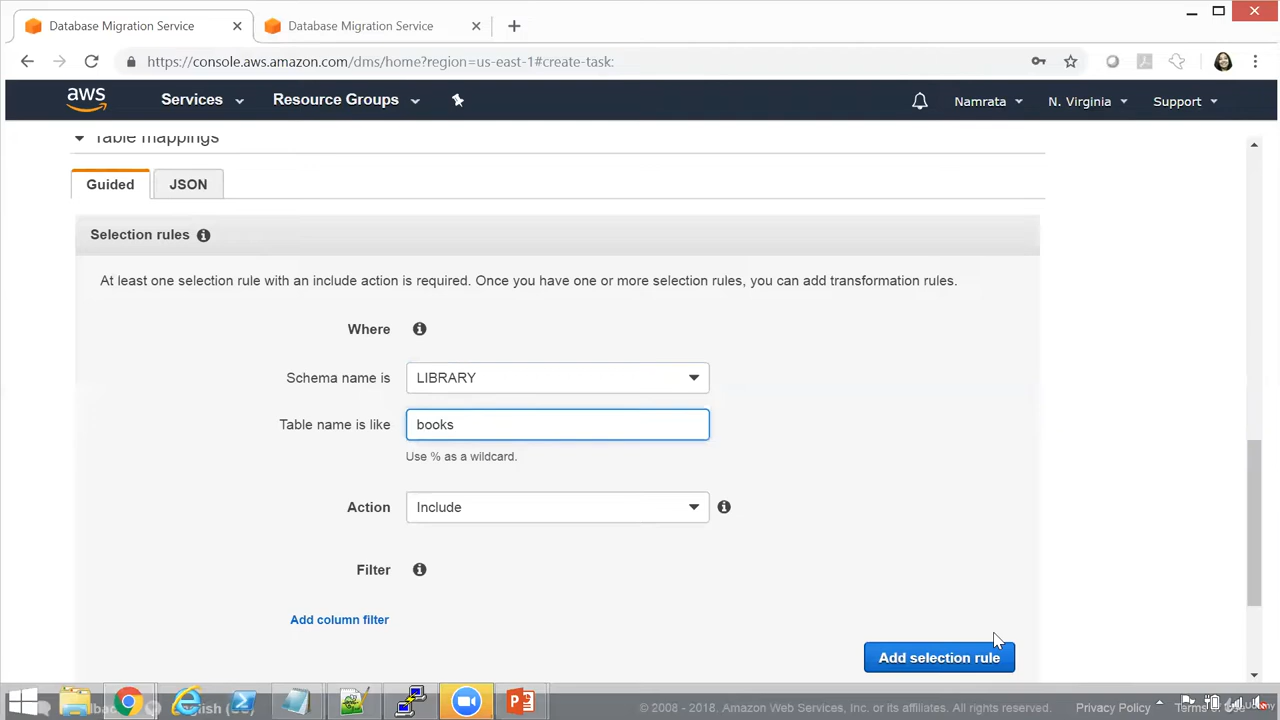 Database Migration Service
Database Migration Service
https://console.aws.amazon.com/dms/home?region=us-east-1#create-task:
aws
Services
Resource Groups
Namrata
N. Virginia
Support
Table mappings
Guided
JSON
Selection rules
At least one selection rule with an include action is required. Once you have one or more selection rules, you can add transformation rules.
Where
Schema name is
LIBRARY
Table name is like
books
Use % as a wildcard.
Action
Include
Filter
Add column filter
Add selection rule
© 2008 - 2018, Amazon Web Services, Inc. or its affiliates. All rights reserved.
Privacy Policy